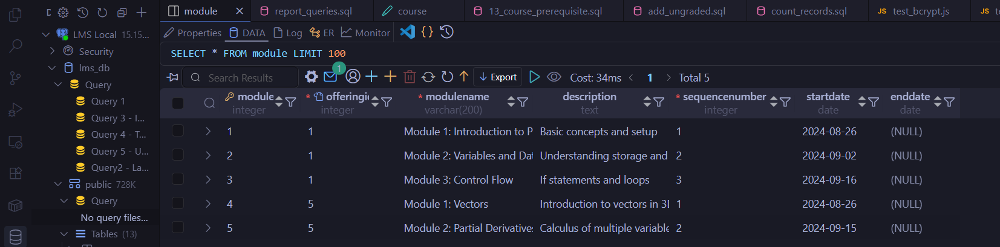 module report_queries.sql course 13_course_prerequisite.sql add_ungraded.sql count_records.sql JS test_bcrypt.js JS
LMS Local 15.15...
Security
lms_db
Query
Query 1
Query 3 - I...
Query 4 - T...
Query 5 - U...
Query2 - La...
public 728K
Query
No query files...
Tables (13)
Properties DATA Log ER Monitor
SELECT * FROM module LIMIT 100
1
Search Results Export Cost: 34ms 1 Total 5
module * offeringi * modulename description * sequencenumber startdate enddate
integer integer varchar(200) text integer date date
1 1 Module 1: Introduction to P Basic concepts and setup 1 2024-08-26 (NULL)
2 1 Module 2: Variables and Dat Understanding storage and 2 2024-09-02 (NULL)
3 1 Module 3: Control Flow If statements and loops 3 2024-09-16 (NULL)
4 5 Module 1: Vectors Introduction to vectors in 3 1 2024-08-26 (NULL)
5 5 Module 2: Partial Derivatives Calculus of multiple variable 2 2024-09-15 (NULL)